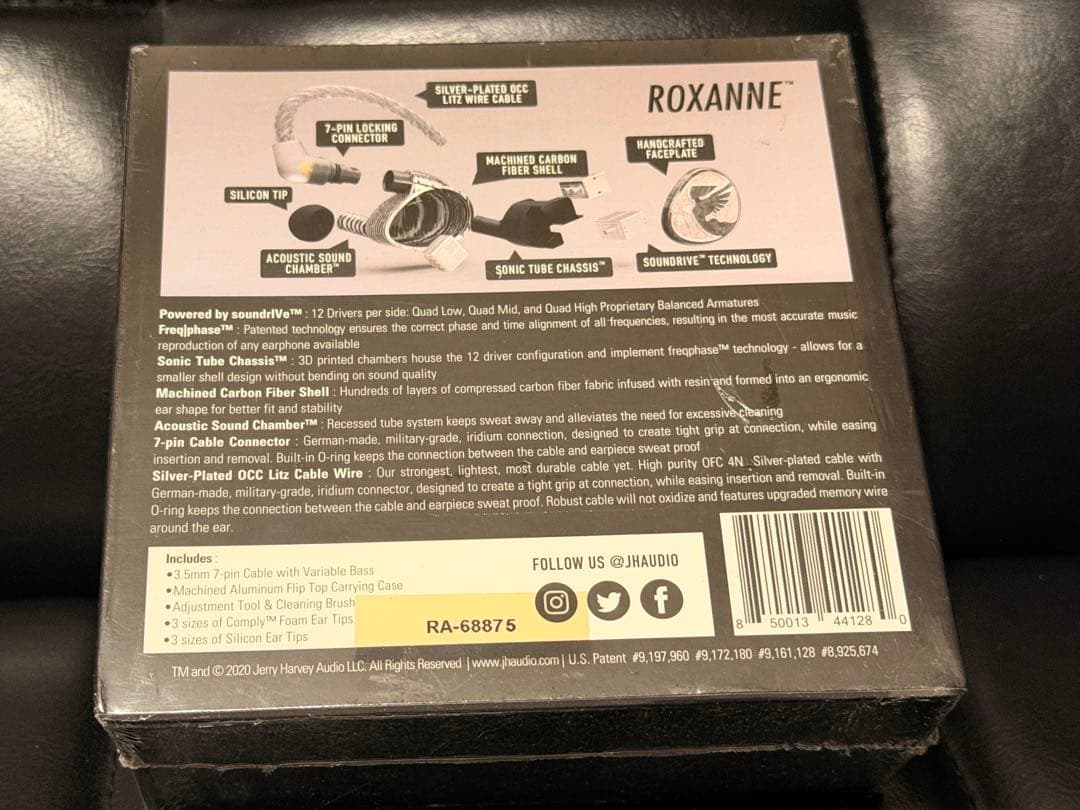 SILVER-PLATED OCC
LITZ WIRE CABLE
ROXANNE™
7-PIN LOCKING
CONNECTOR
HANDCRAFTED
FACEPLATE
MACHINED CARBON
FIBER SHELL
SILICON TIP
ACOUSTIC SOUND
CHAMBER™
SONIC TUBE CHASSIS™
SOUNDRIVE™ TECHNOLOGY
Powered by soundrIVe™ : 12 Drivers per side: Quad Low, Quad Mid, and Quad High Proprietary Balanced Armatures
Freq|phase™ : Patented technology ensures the correct phase and time alignment of all frequencies, resulting in the most accurate music
reproduction of any earphone available
Sonic Tube Chassis™ : 3D printed chambers house the 12 driver configuration and implement freqphase™ technology - allows for a
smaller shell design without bending on sound quality
Machined Carbon Fiber Shell : Hundreds of layers of compressed carbon fiber fabric infused with resin and formed into an ergonomic
ear shape for better fit and stability
Acoustic Sound Chamber™ : Recessed tube system keeps sweat away and alleviates the need for excessive cleaning
7-pin Cable Connector : German-made, military-grade, iridium connection, designed to create tight grip at connection, while easing
insertion and removal. Built-in O-ring keeps the connection between the cable and earpiece sweat proof
Silver-Plated OCC Litz Cable Wire : Our strongest, lightest, most durable cable yet. High purity OFC 4N . Silver-plated cable with
German-made, military-grade, iridium connector, designed to create a tight grip at connection, while easing insertion and removal. Built-in
O-ring keeps the connection between the cable and earpiece sweat proof. Robust cable will not oxidize and features upgraded memory wire
around the ear.
Includes :
•3.5mm 7-pin Cable with Variable Bass
•Machined Aluminum Flip Top Carrying Case
•Adjustment Tool & Cleaning Brush
•3 sizes of Comply™ Foam Ear Tips
•3 sizes of Silicon Ear Tips
FOLLOW US @JHAUDIO
RA-68875
8 50013 44128 0
TM and © 2020 Jerry Harvey Audio LLC. All Rights Reserved | www.jhaudio.com | U.S. Patent #9,197,960 #9,172,180 #9,161,128 #8,925,674